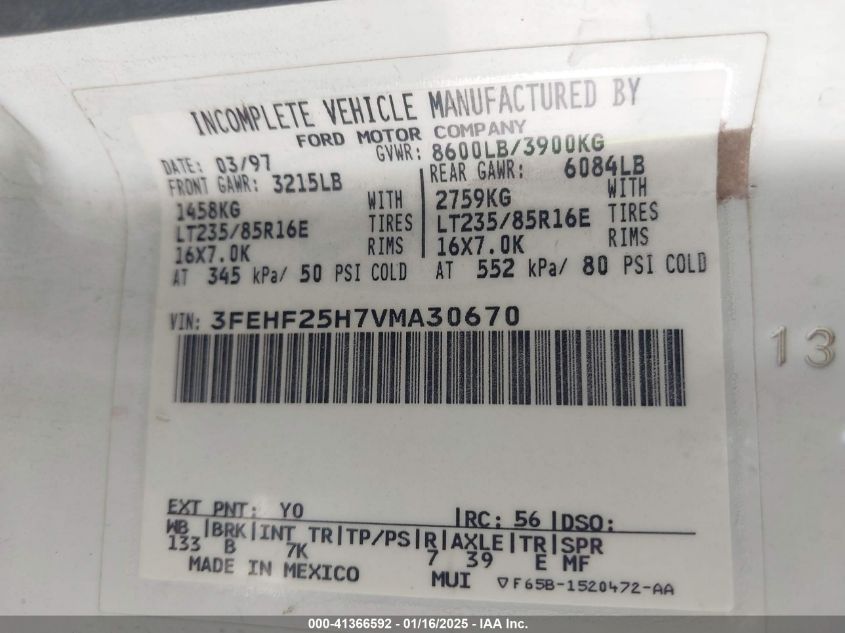 INCOMPLETE VEHICLE MANUFACTURED BY
FORD MOTOR COMPANY
DATE: 03/97 GVWR: 8600LB/3900KG
FRONT GAWR: 3215LB REAR GAWR: 6084LB
1458KG WITH 2759KG WITH
LT235/85R16E TIRES LT235/85R16E TIRES
16X7.0K RIMS 16X7.0K RIMS
AT 345 kPa/ 50 PSI COLD AT 552 kPa/ 80 PSI COLD
VIN: 3FEHF25H7VMA30670
13
EXT PNT: YO |RC: 56 |DSO:
WB |BRK|INT TR|TP/PS|R|AXLE|TR|SPR
133 B 7K 7 39 E MF
MADE IN MEXICO MUI ▽F65B-1520472-AA
000-41366592 - 01/16/2025 - IAA Inc.